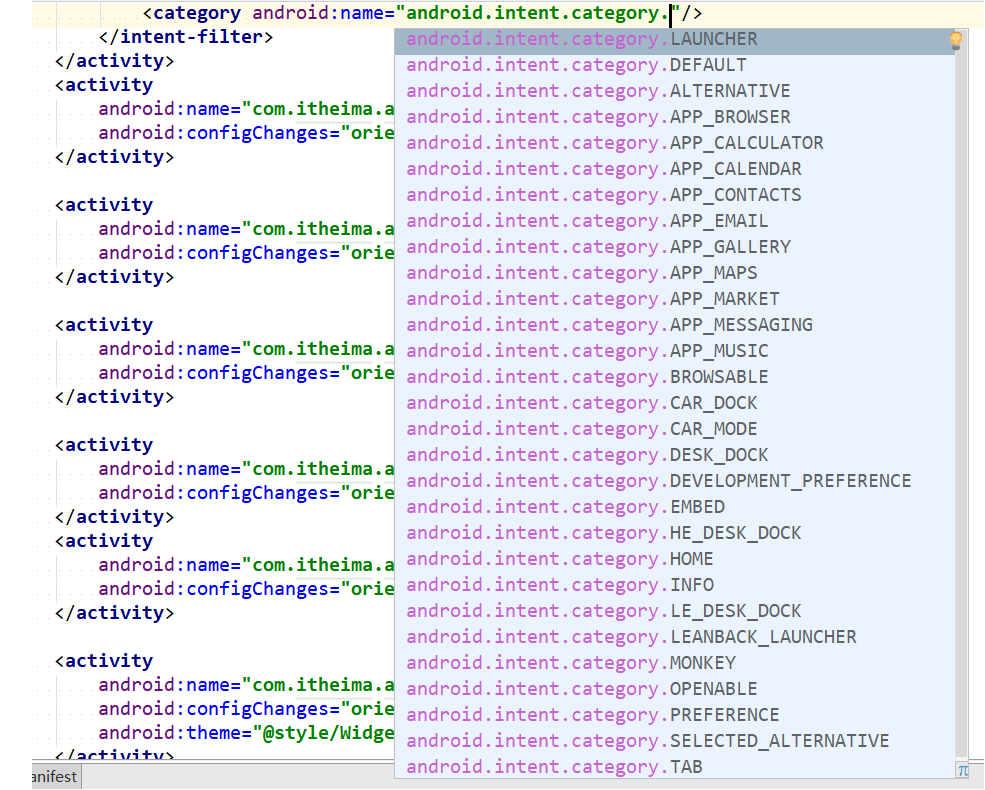 <category android:name="android.intent.category."/>
</intent-filter>
android.intent.category.LAUNCHER
</activity>
android.intent.category.DEFAULT
<activity
android.intent.category.ALTERNATIVE
android:name="com.itheima.a
android.intent.category.APP_BROWSER
android:configChanges="orie
android.intent.category.APP_CALCULATOR
</activity>
android.intent.category.APP_CALENDAR
android.intent.category.APP_CONTACTS
<activity
android.intent.category.APP_EMAIL
android:name="com.itheima.a
android.intent.category.APP_GALLERY
android:configChanges="orie
android.intent.category.APP_MAPS
</activity>
android.intent.category.APP_MARKET
<activity
android.intent.category.APP_MESSAGING
android:name="com.itheima.a
android.intent.category.APP_MUSIC
android:configChanges="orie
android.intent.category.BROWSABLE
</activity>
android.intent.category.CAR_DOCK
android.intent.category.CAR_MODE
<activity
android.intent.category.DESK_DOCK
android:name="com.itheima.a
android.intent.category.DEVELOPMENT_PREFERENCE
android:configChanges="orie
android.intent.category.EMBED
</activity>
android.intent.category.HE_DESK_DOCK
<activity
android.intent.category.HOME
android:name="com.itheima.a
android.intent.category.INFO
android:configChanges="orie
android.intent.category.LE_DESK_DOCK
</activity>
android.intent.category.LEANBACK_LAUNCHER
<activity
android.intent.category.MONKEY
android:name="com.itheima.a
android.intent.category.OPENABLE
android:configChanges="orie
android.intent.category.PREFERENCE
android:theme="@style/Widge
android.intent.category.SELECTED_ALTERNATIVE
</activity>
android.intent.category.TAB
anifest
π